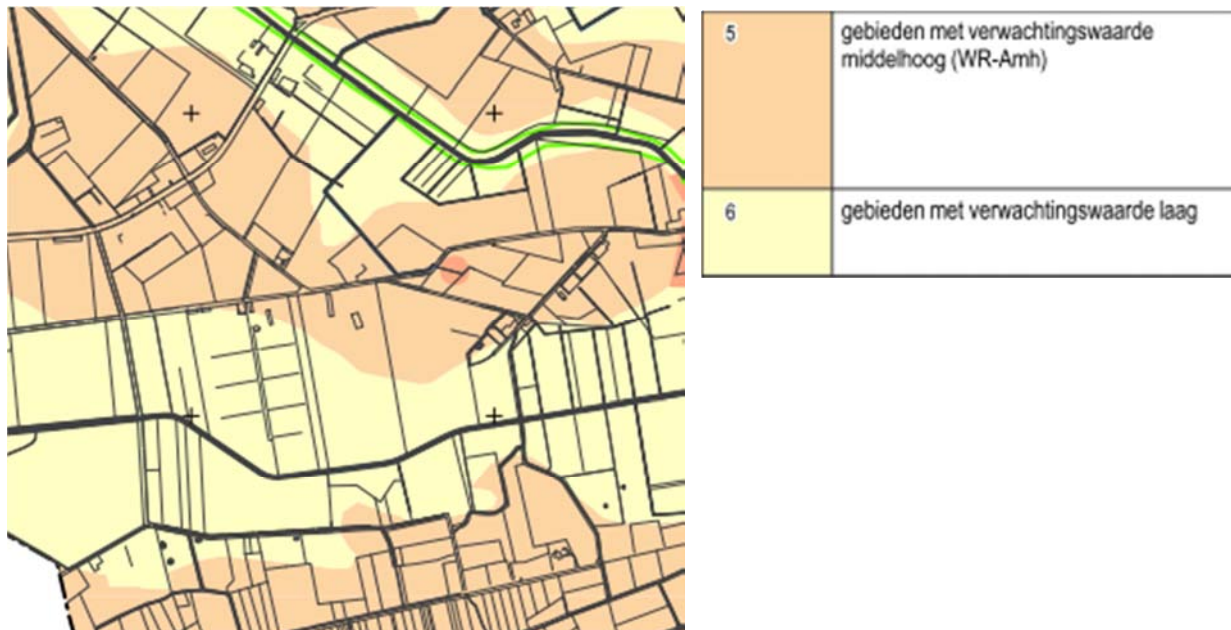 5
gebieden met verwachtingswaarde
middelhoog (WR-Amh)
6
gebieden met verwachtingswaarde laag